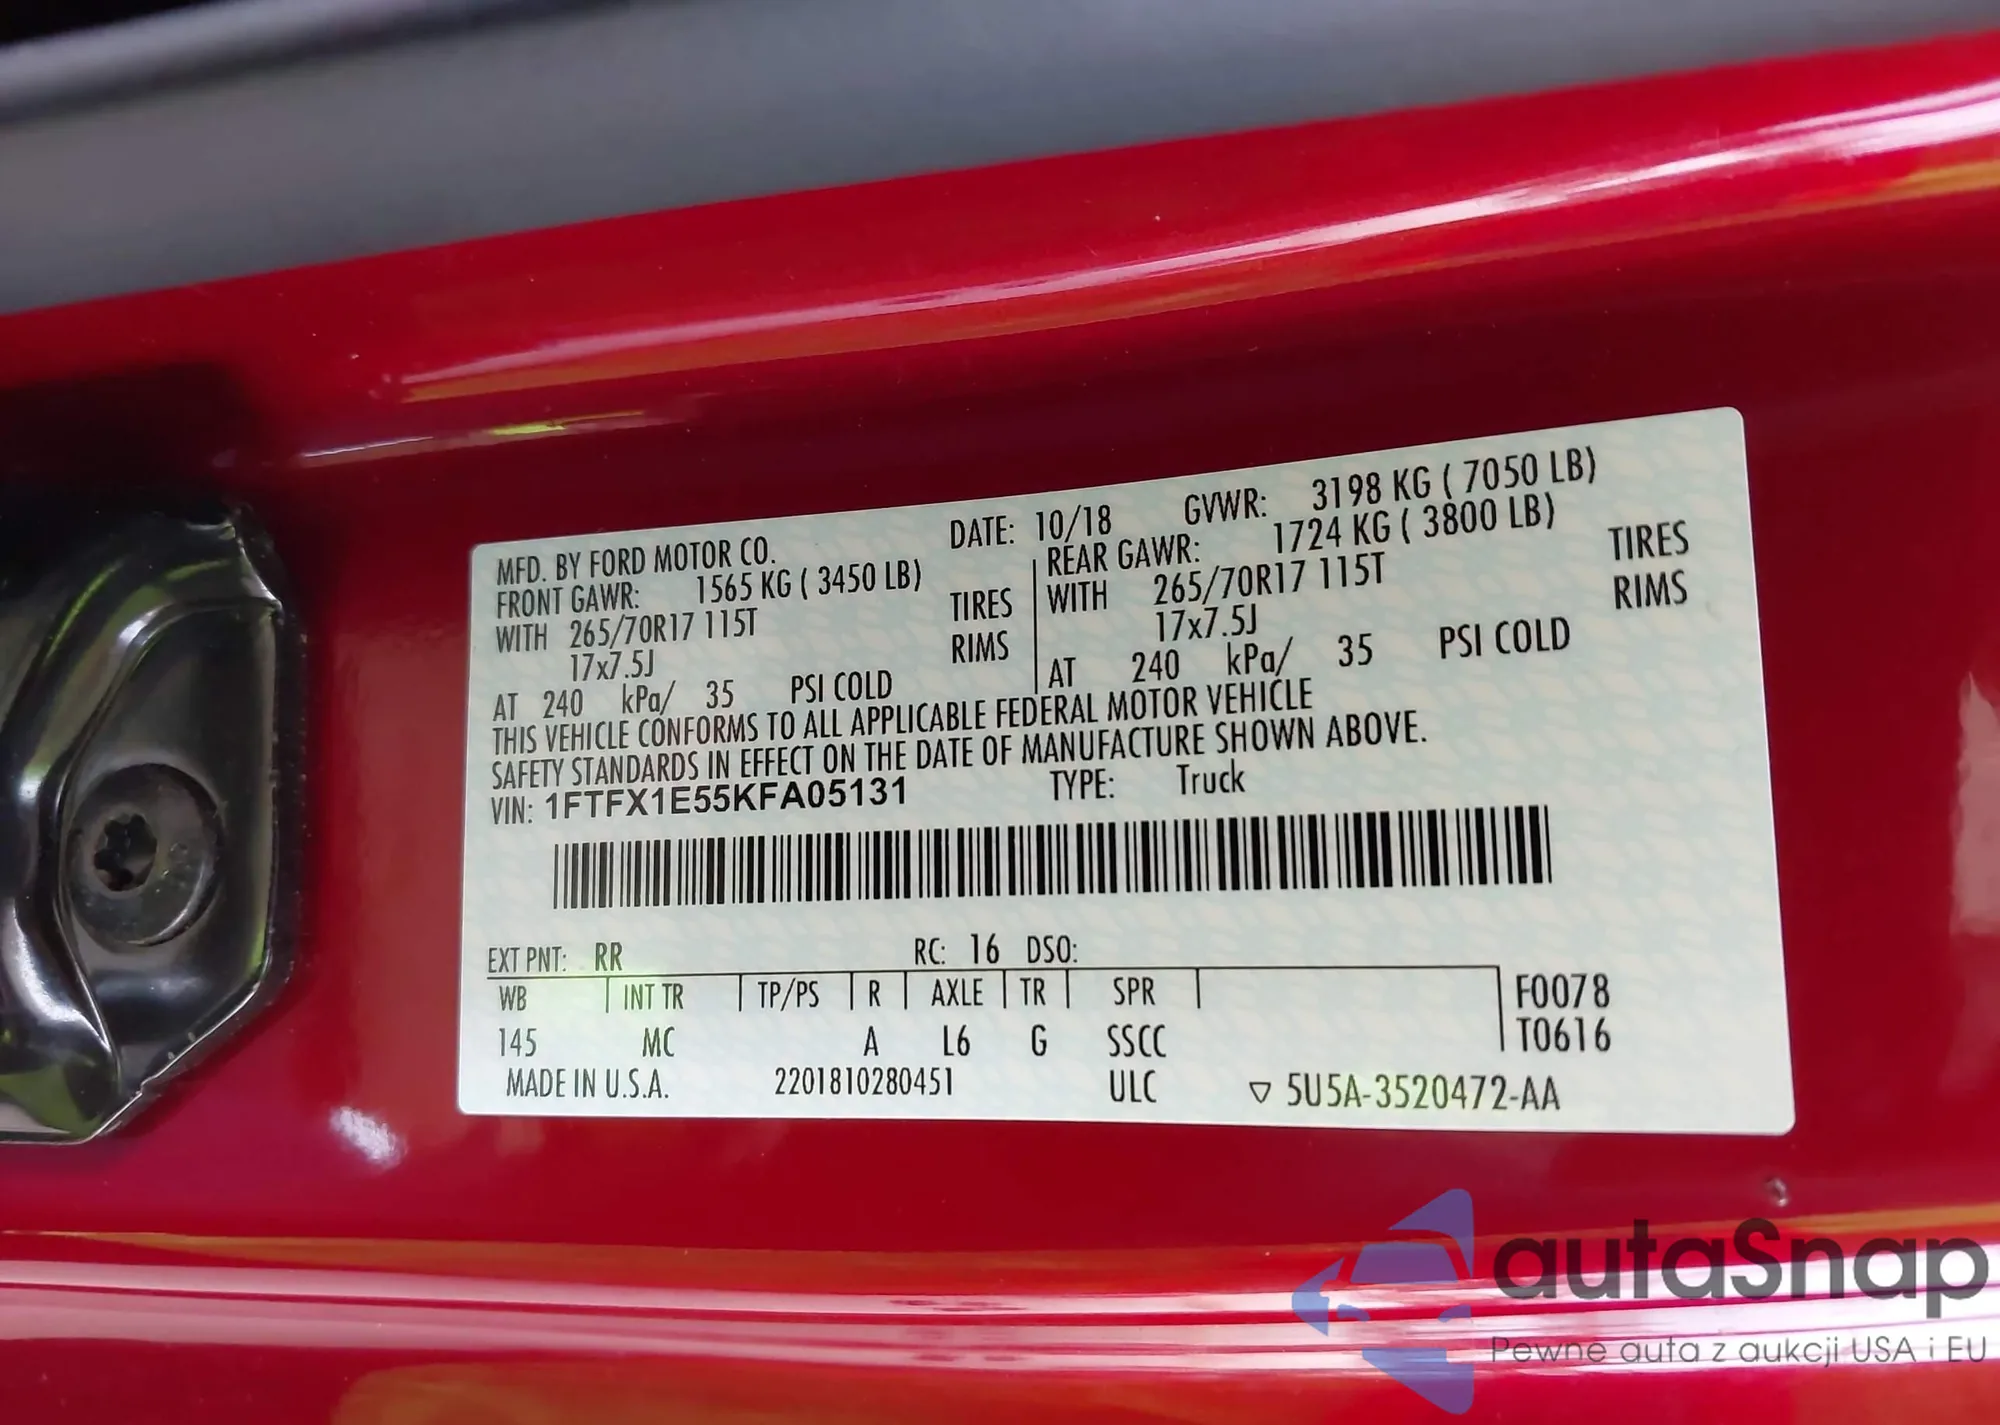 MFD. BY FORD MOTOR CO. DATE: 10/18 GVWR: 3198 KG ( 7050 LB)
FRONT GAWR: 1565 KG ( 3450 LB) REAR GAWR: 1724 KG ( 3800 LB)
WITH 265/70R17 115T TIRES WITH 265/70R17 115T TIRES
17x7.5J RIMS 17x7.5J RIMS
AT 240 kPa/ 35 PSI COLD AT 240 kPa/ 35 PSI COLD
THIS VEHICLE CONFORMS TO ALL APPLICABLE FEDERAL MOTOR VEHICLE
SAFETY STANDARDS IN EFFECT ON THE DATE OF MANUFACTURE SHOWN ABOVE.
VIN: 1FTFX1E55KFA05131 TYPE: Truck
EXT PNT: RR RC: 16 DSO:
WB INT TR TP/PS R AXLE TR SPR F0078
145 MC A L6 G SSCC T0616
MADE IN U.S.A. 2201810280451 ULC ▽ 5U5A-3520472-AA
autaSnap
Pewne auta z aukcji USA i EU